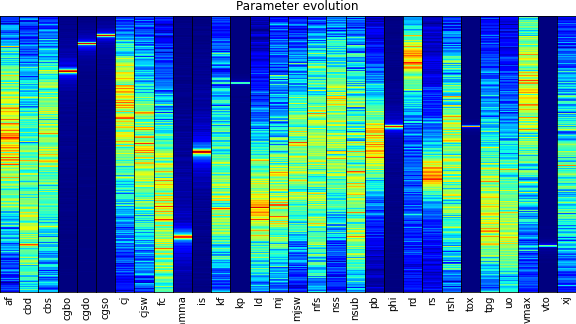 Parameter evolution
af
cbd
cbs
cgbo
cgdo
cgso
cj
cjsw
fc
mma
is
kf
kp
ld
mj
mjsw
nfs
nss
nsub
pb
phi
rd
rs
rsh
tox
tpg
uo
vmax
vto
xj